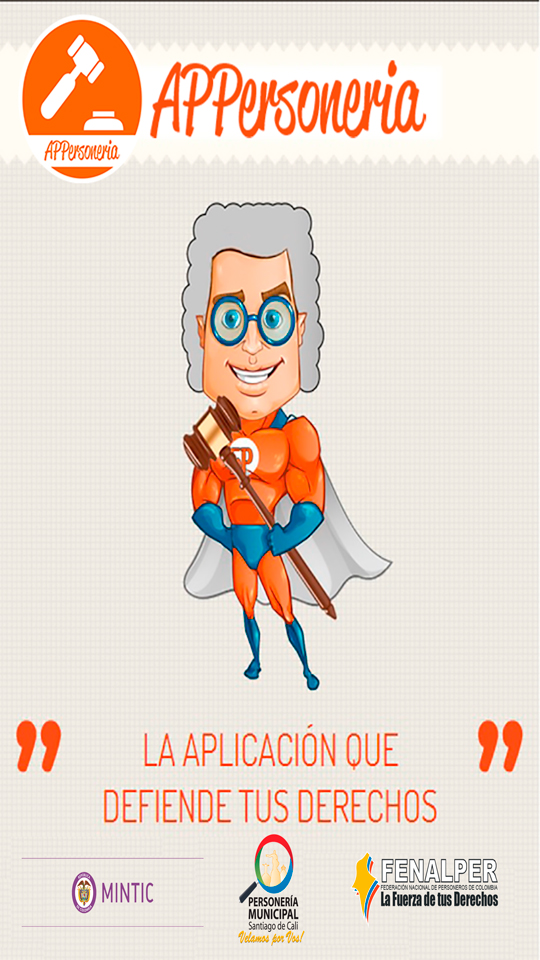 APPersoneria
APPersoneria
P
" LA APLICACIÓN QUE "
DEFIENDE TUS DERECHOS
MINTIC
PERSONERÍA
MUNICIPAL
Santiago de Cali
Velamos por Vos!
FENALPER
FEDERACIÓN NACIONAL DE PERSONEROS DE COLOMBIA
La Fuerza de tus Derechos